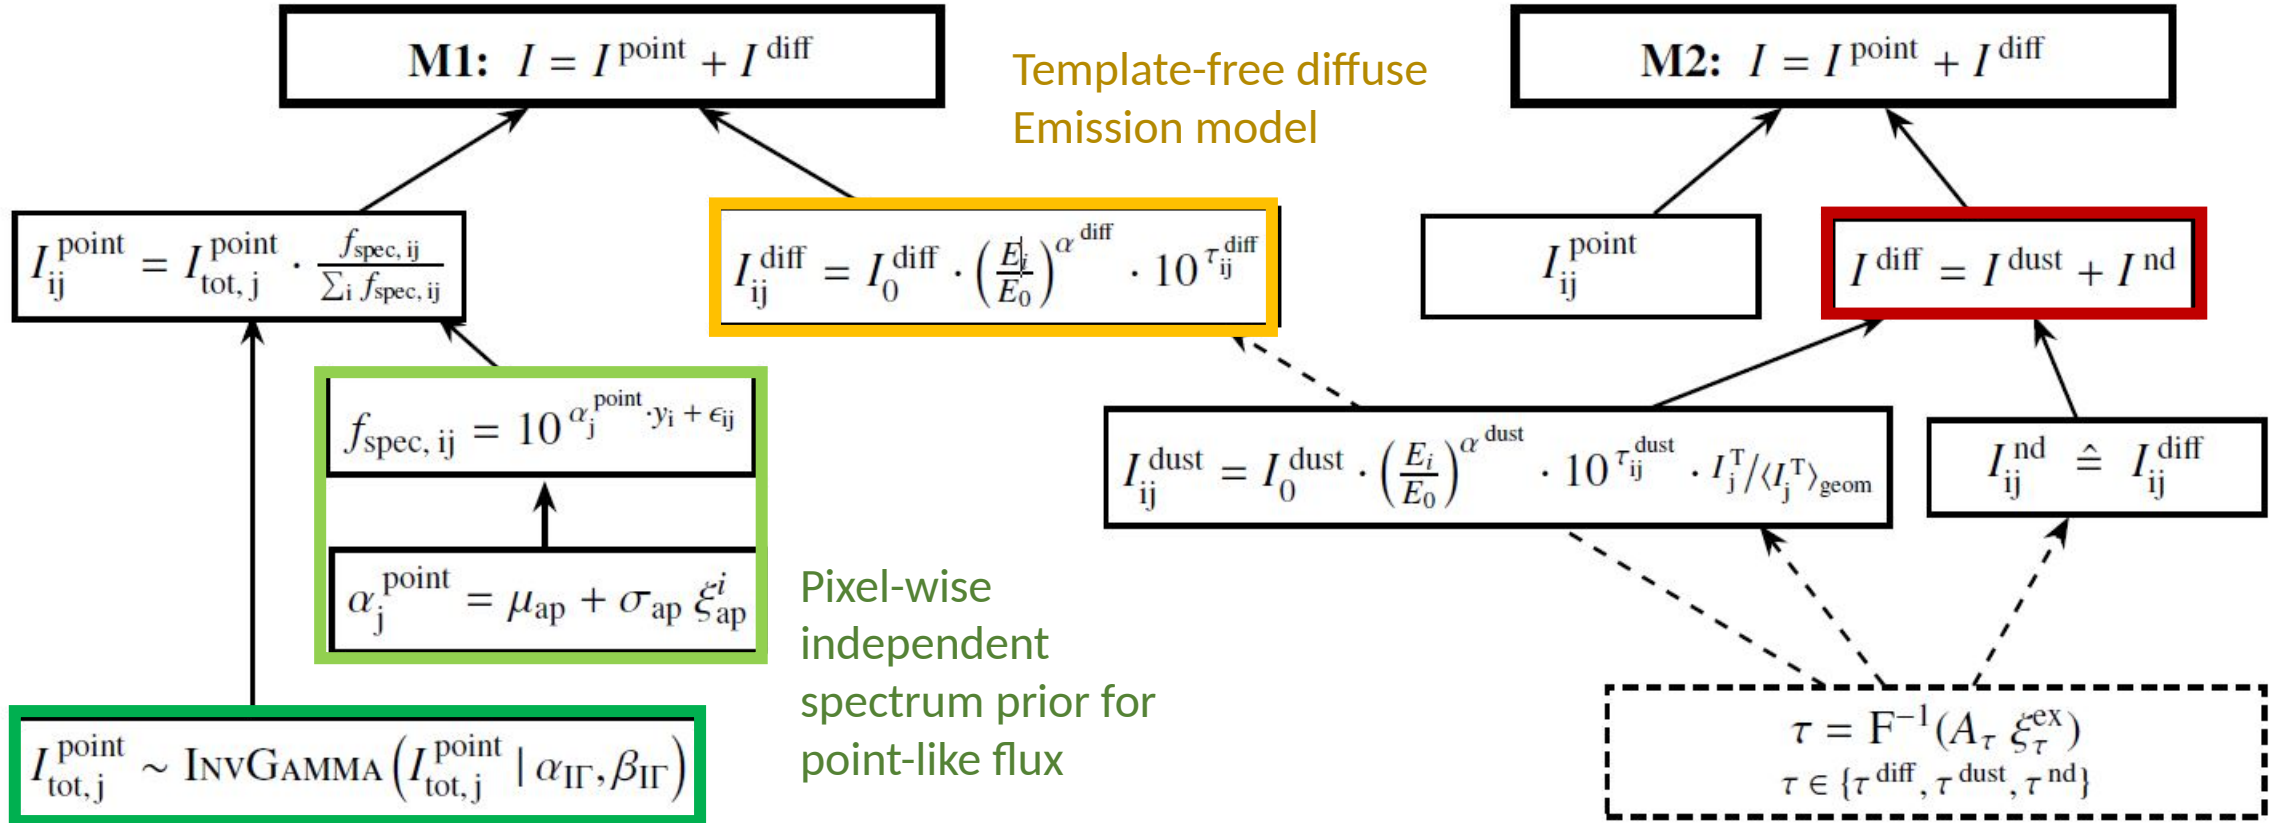 M1: I = I^point + I^diff
Template-free diffuse
Emission model
M2: I = I^point + I^diff
I_ij^point = I_tot, j^point · f_spec, ij / ∑_i f_spec, ij
I_ij^diff = I_0^diff · (E_i/E_0)^α^diff · 10^τ_ij^diff
I_ij^point
I^diff = I^dust + I^nd
f_spec, ij = 10^α_j^point·y_i + ϵ_ij
I_ij^dust = I_0^dust · (E_i/E_0)^α^dust · 10^τ_ij^dust · I_j^T/⟨I_j^T⟩_geom
I_ij^nd ≙ I_ij^diff
α_j^point = μ_ap + σ_ap ξ_ap^i
Pixel-wise
independent
spectrum prior for
point-like flux
I_tot, j^point ~ INVGAMMA(I_tot, j^point | α_IΓ, β_IΓ)
τ = F^−1(A_τ ξ_τ^ex)
τ ∈ {τ^diff, τ^dust, τ^nd}